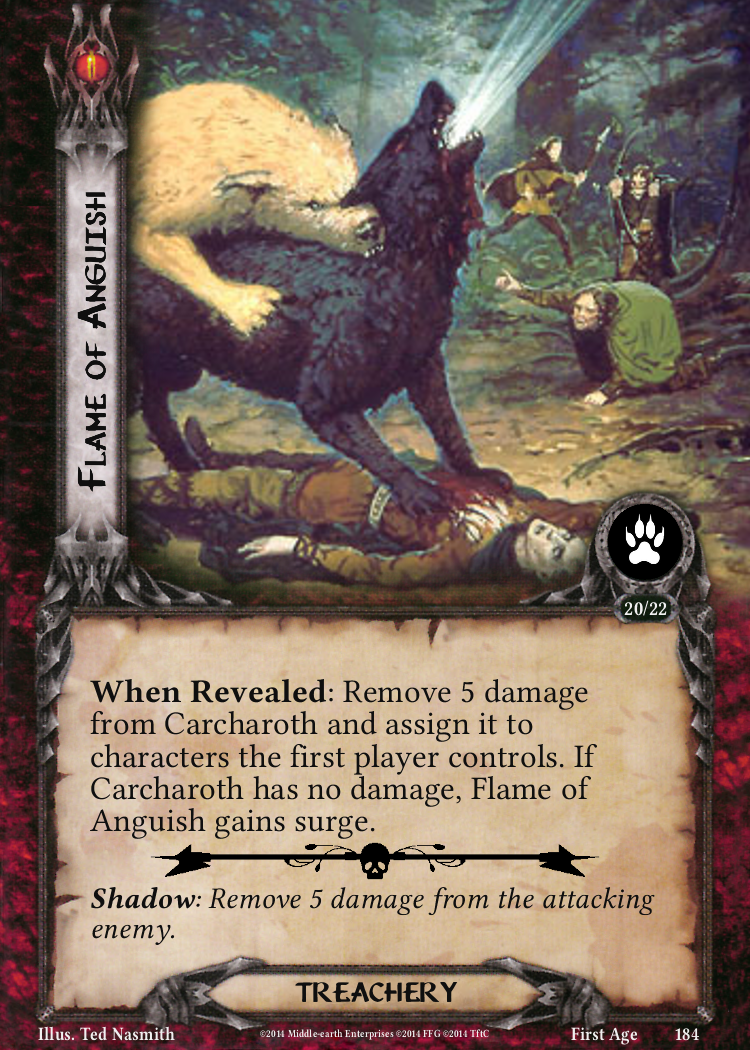 FLAME OF ANGUISH
20/22
When Revealed: Remove 5 damage
from Carcharoth and assign it to
characters the first player controls. If
Carcharoth has no damage, Flame of
Anguish gains surge.
Shadow: Remove 5 damage from the attacking
enemy.
TREACHERY
Illus. Ted Nasmith
©2014 Middle-earth Enterprises ©2014 FFG ©2014 TftC
First Age
184